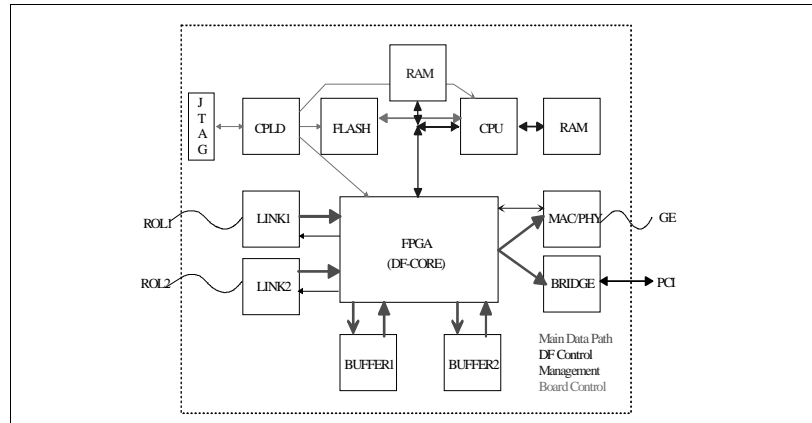 RAM
J
T
A
G
CPLD
FLASH
CPU
RAM
ROL1
LINK1
FPGA
(DF-CORE)
MAC/PHY
GE
ROL2
LINK2
BRIDGE
PCI
BUFFER1
BUFFER2
Main Data Path
DF Control
Management
Board Control